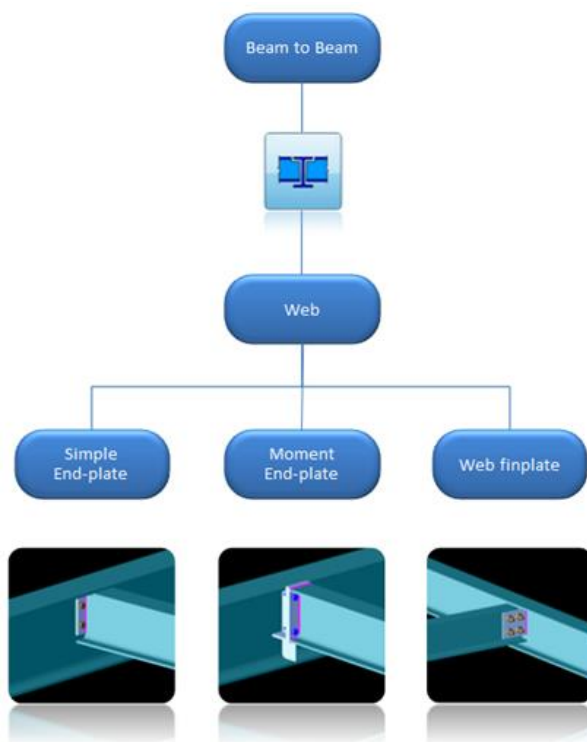 Beam to Beam
Web
Simple
End-plate
Moment
End-plate
Web finplate